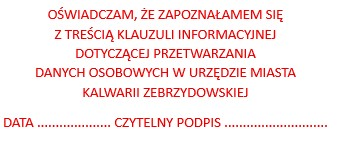 OŚWIADCZAM, ŻE ZAPOZNAŁAMEM SIĘ
Z TREŚCIĄ KLAUZULI INFORMACYJNEJ
DOTYCZĄCEJ PRZETWARZANIA
DANYCH OSOBOWYCH W URZĘDZIE MIASTA
KALWARII ZEBRZYDOWSKIEJ
DATA .................... CZYTELNY PODPIS ............................